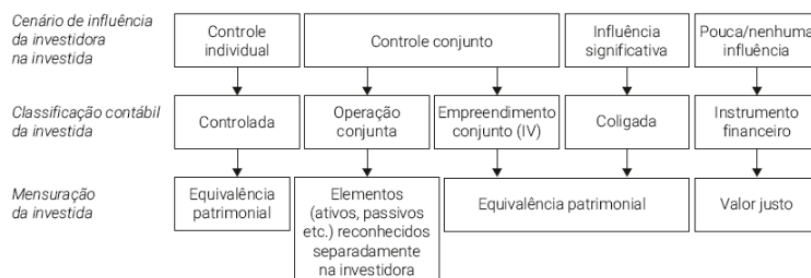 Cenário de influência
da investidora
na investida
Controle
individual
Controle conjunto
Influência
significativa
Pouca/nenhuma
influência
Classificação contábil
da investida
Controlada
Operação
conjunta
Empreendimento
conjunto (IV)
Coligada
Instrumento
financeiro
Mensuração
da investida
Equivalência
patrimonial
Elementos
(ativos, passivos
etc.) reconhecidos
separadamente
na investidora
Equivalência patrimonial
Valor justo